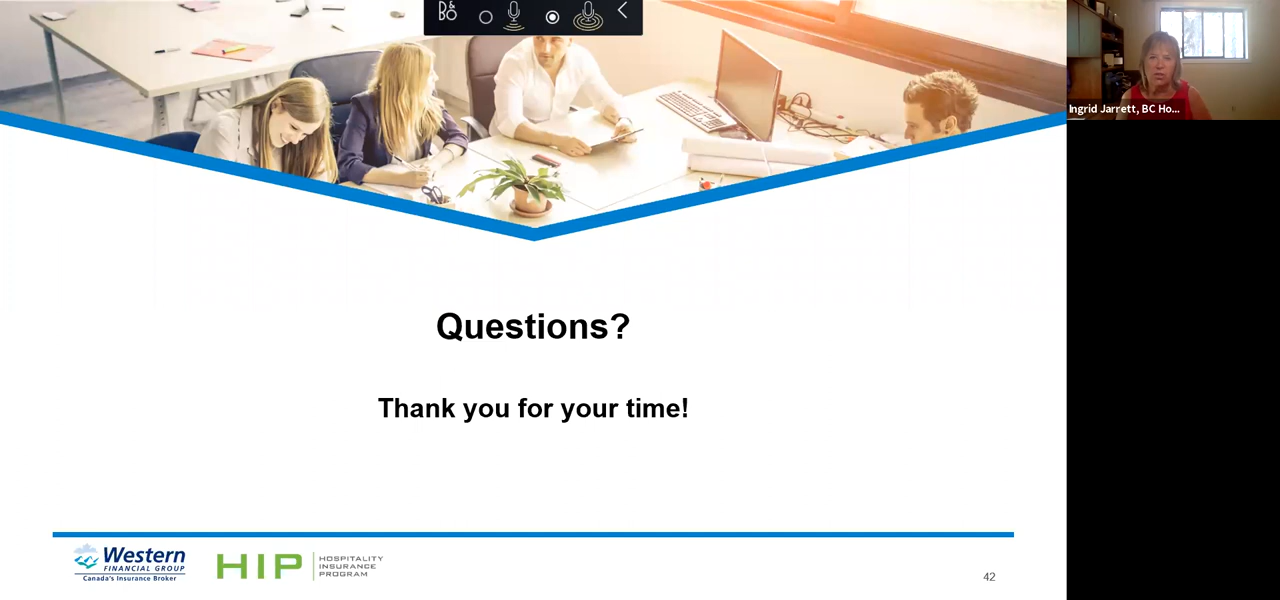 B&O
Ingrid Jarrett, BC Ho...
Questions?
Thank you for your time!
Western
FINANCIAL GROUP
Canada's Insurance Broker
HIP
HOSPITALITY
INSURANCE
PROGRAM
42